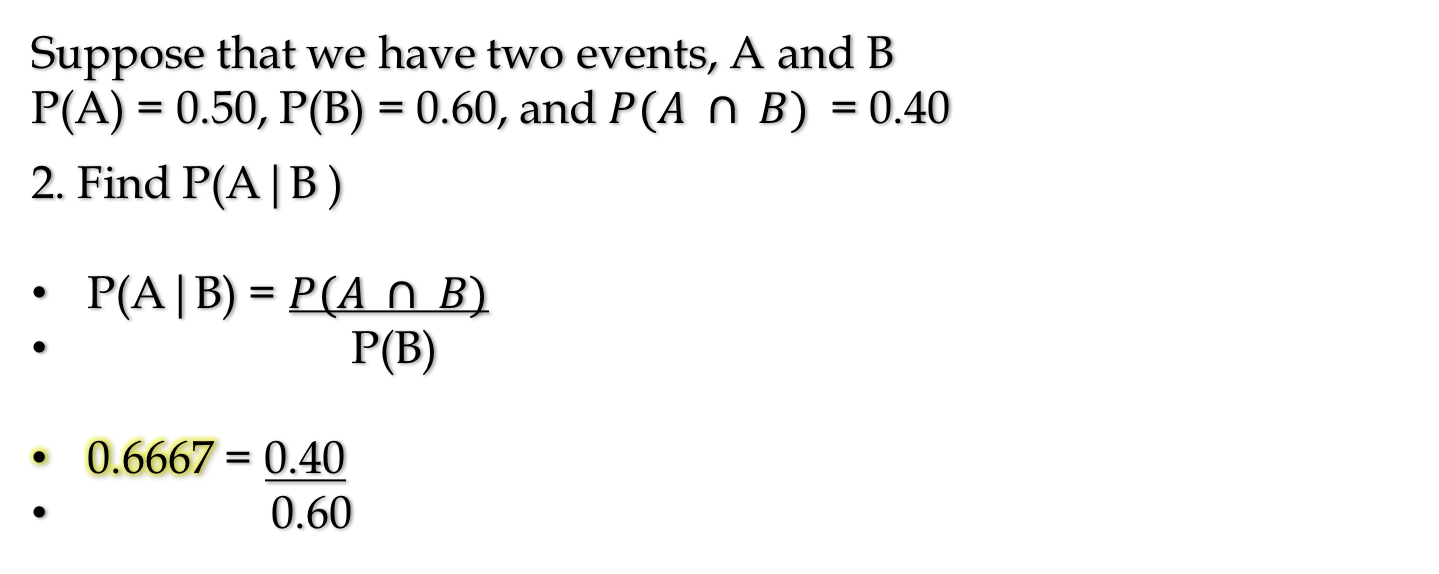 Suppose that we have two events, A and B
P(A) = 0.50, P(B) = 0.60, and P(A ∩ B) = 0.40
2. Find P(A|B )
• P(A|B) = P(A ∩ B)
• P(B)
• 0.6667 = 0.40
• 0.60